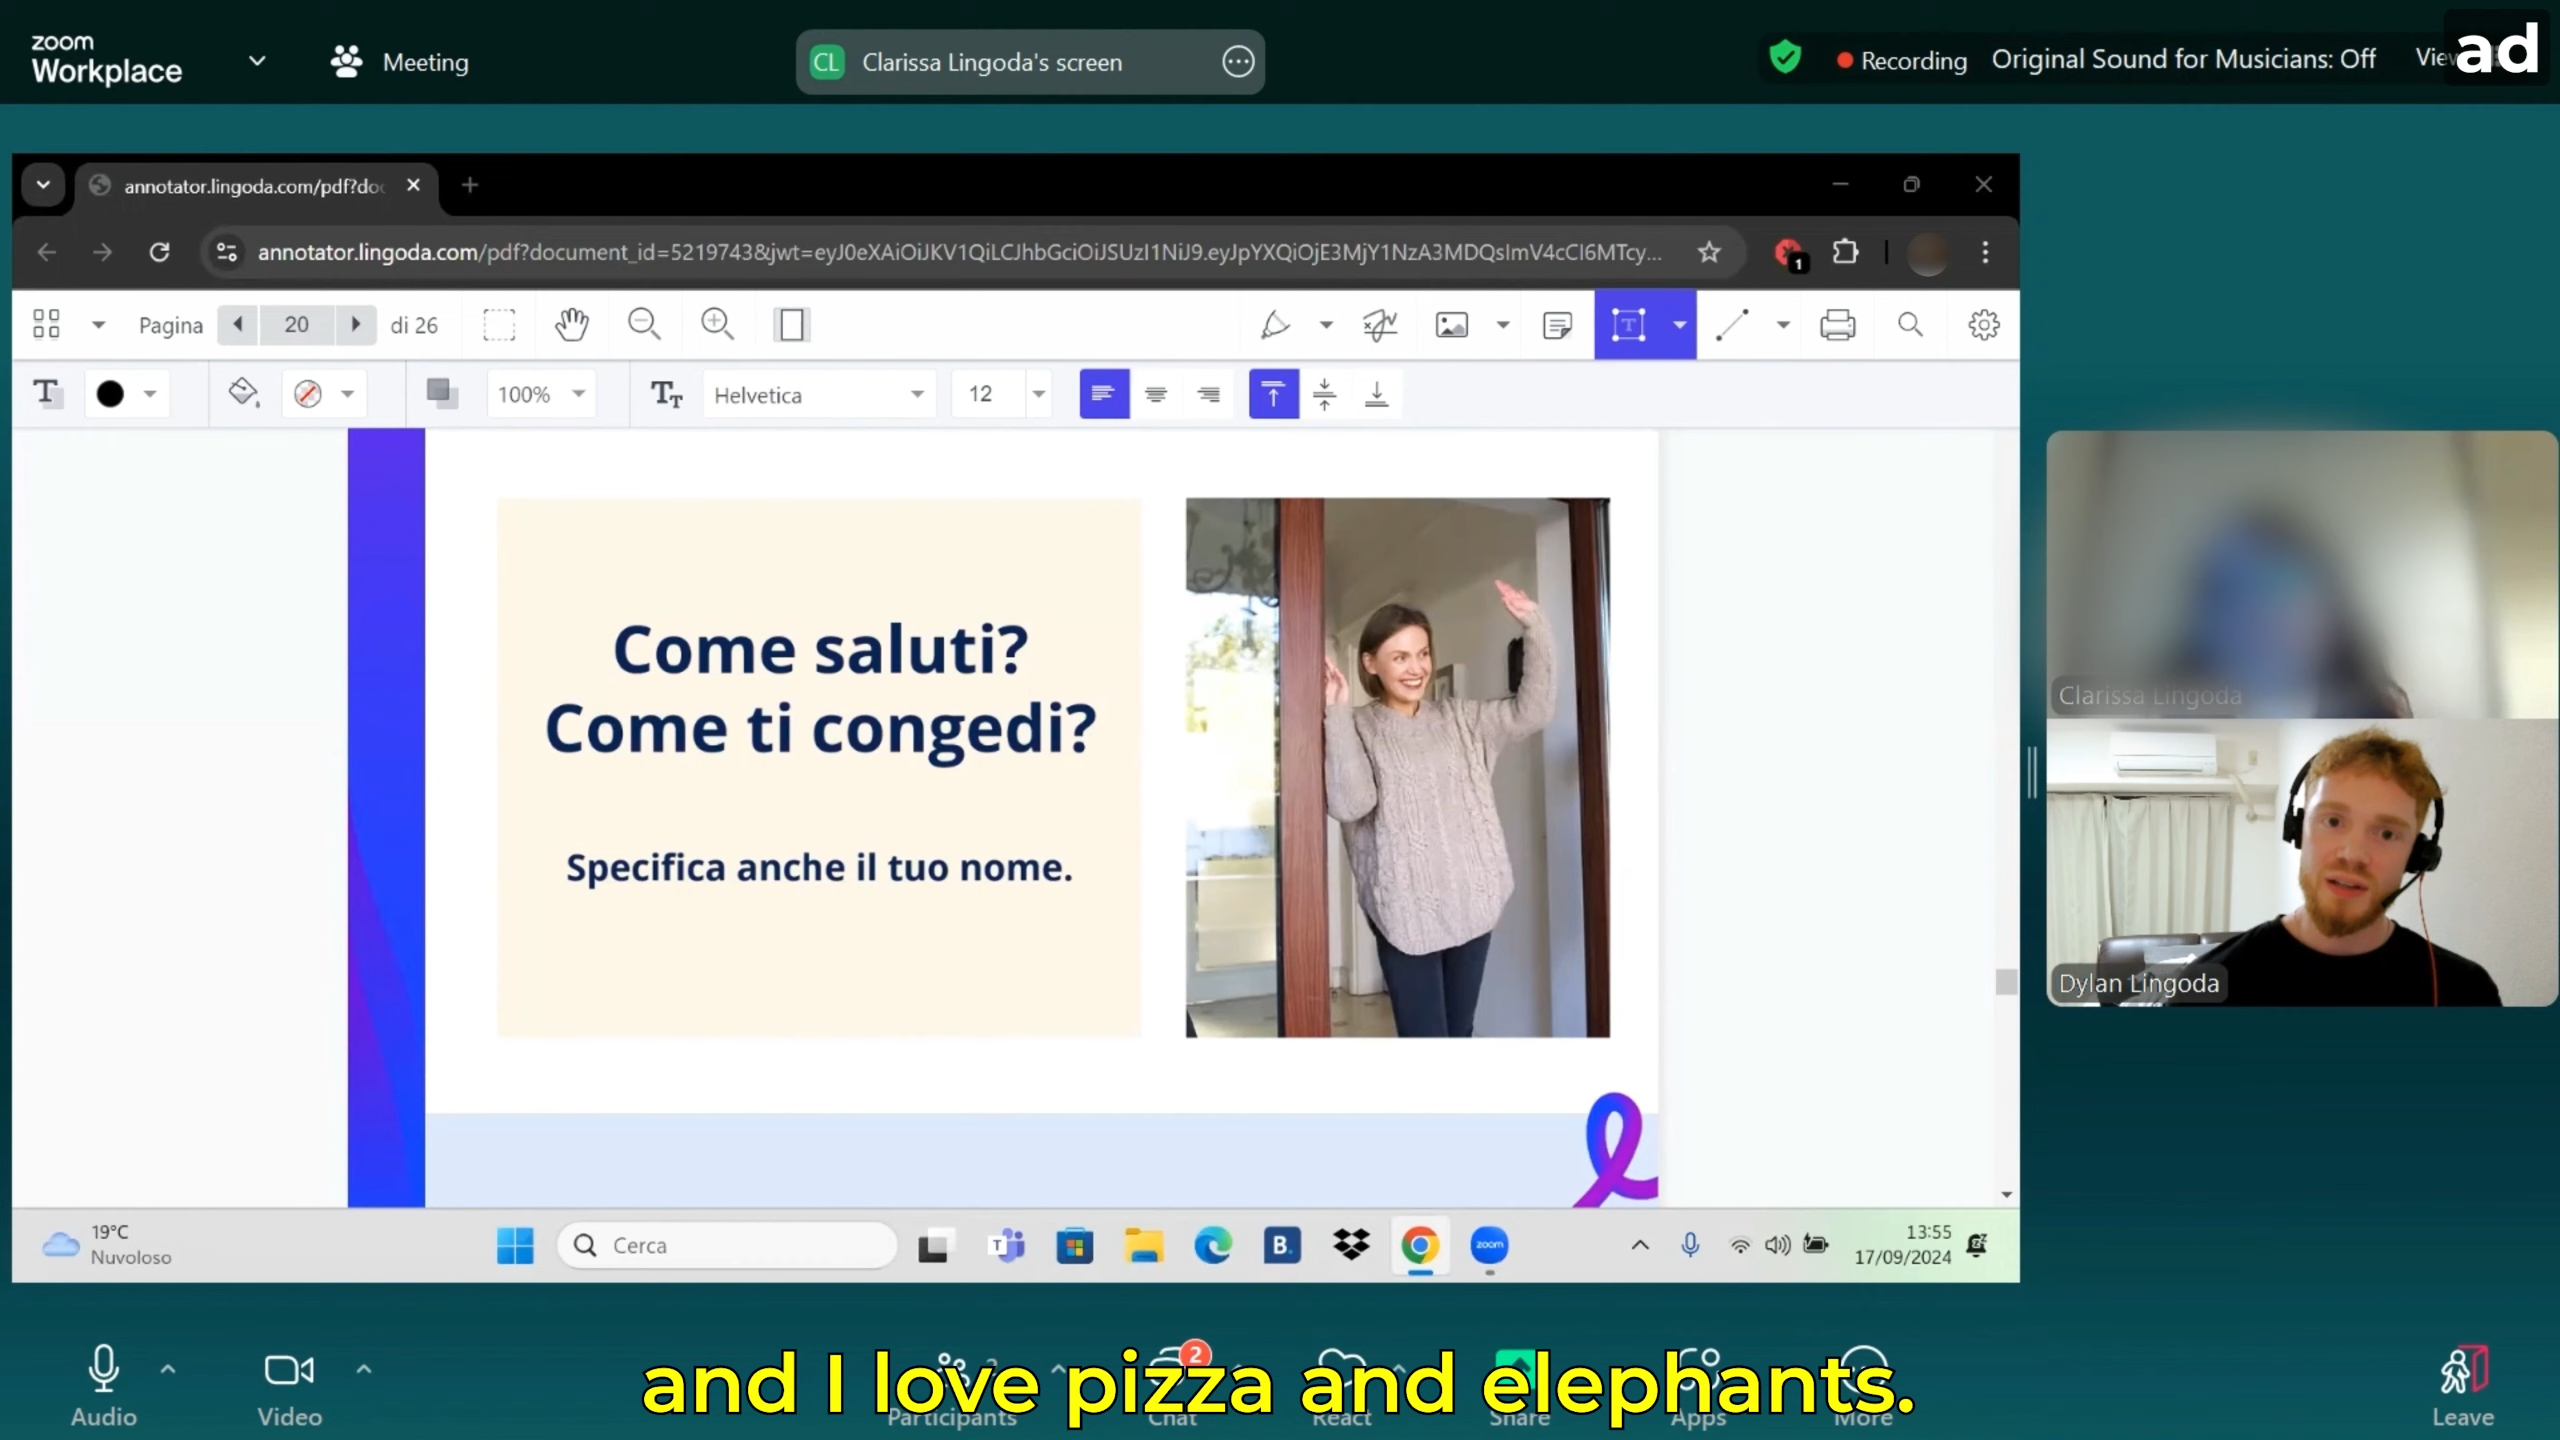 zoom
Workplace
Meeting
CL Clarissa Lingoda's screen
Recording
Original Sound for Musicians: Off
ad
annotator.lingoda.com/pdf?do
annotator.lingoda.com/pdf?document_id=5219743&jwt=eyJ0eXAiOiJKV1QiLCJhbGciOiJSUzI1NiJ9.eyJpYXQiOjE3MjY1NzA3MDQsImV4cCI6MTcy...
1
Pagina 20 di 26
100%
Helvetica
12
Come saluti?
Come ti congedi?
Specifica anche il tuo nome.
Clarissa Lingoda
Dylan Lingoda
19°C
Nuvoloso
Cerca
B.
zoom
13:55
17/09/2024
2
and I love pizza and elephants.
Audio
Video
Participants
Chat
React
Share
Apps
More
Leave